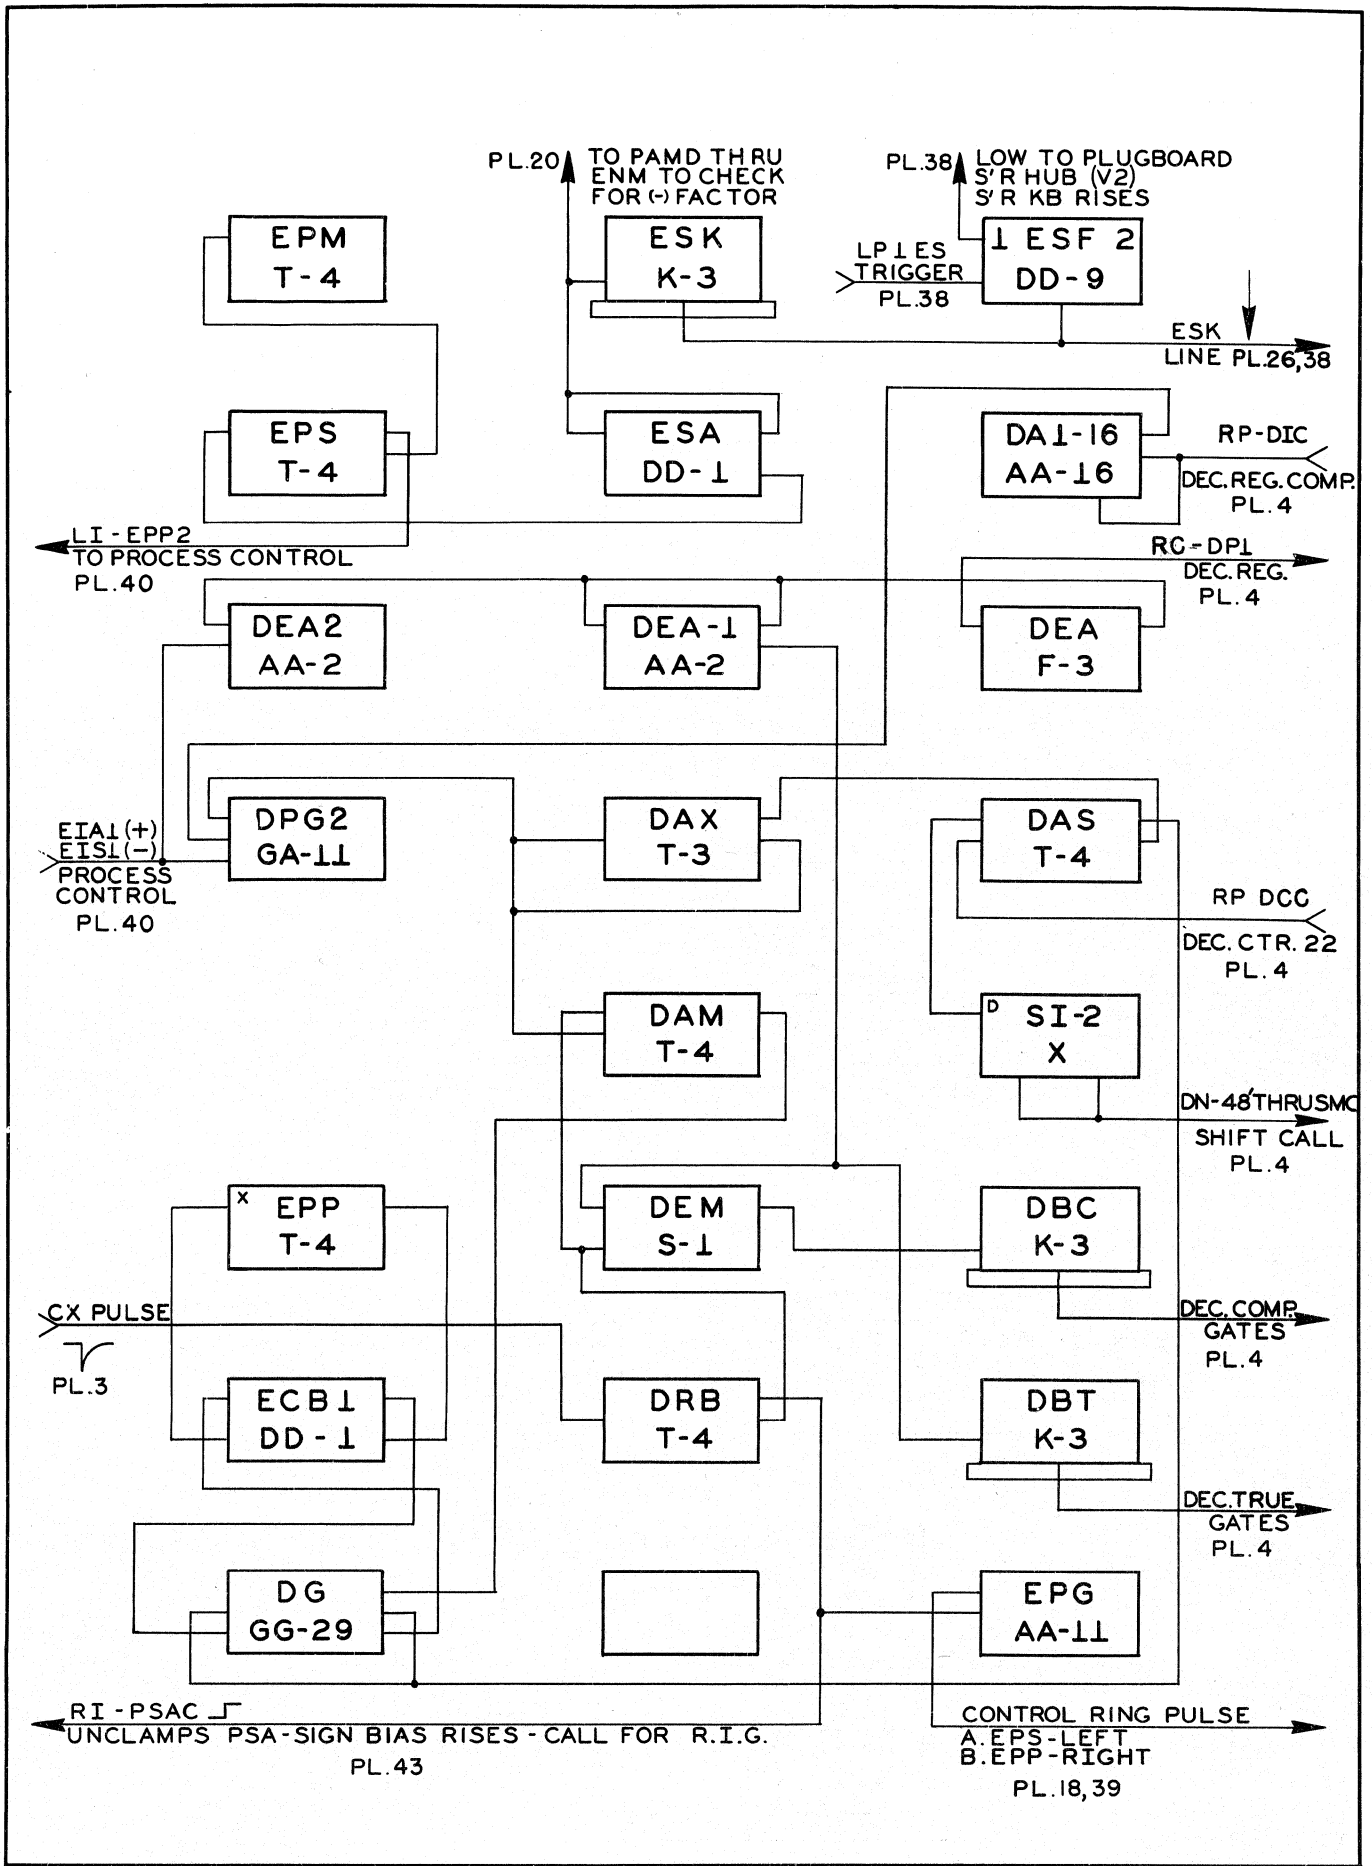 PL.20
TO PAMD THRU
ENM TO CHECK
FOR (-) FACTOR
PL.38
LOW TO PLUGBOARD
S'R HUB (V2)
S'R KB RISES
EPM
T-4
ESK
K-3
LP 1 ES
TRIGGER
PL.38
1 ESF 2
DD-9
ESK
LINE PL.26,38
EPS
T-4
ESA
DD-1
DA1-16
AA-16
RP-DIC
DEC.REG.COMP.
PL.4
LI-EPP2
TO PROCESS CONTROL
PL.40
RC-DP1
DEC.REG.
PL.4
DEA2
AA-2
DEA-1
AA-2
DEA
F-3
EIA1(+)
EIS1(-)
PROCESS
CONTROL
PL.40
DPG2
GA-11
DAX
T-3
DAS
T-4
RP DCC
DEC.CTR.22
PL.4
DAM
T-4
D
SI-2
X
DN-48'THRUSMC
SHIFT CALL
PL.4
X
EPP
T-4
DEM
S-1
DBC
K-3
CX PULSE
PL.3
DEC.COMP.
GATES
PL.4
ECB1
DD-1
DRB
T-4
DBT
K-3
DEC.TRUE
GATES
PL.4
DG
GG-29
EPG
AA-11
RI-PSAC
UNCLAMPS PSA-SIGN BIAS RISES-CALL FOR R.I.G.
PL.43
CONTROL RING PULSE
A.EPS-LEFT
B.EPP-RIGHT
PL.18,39